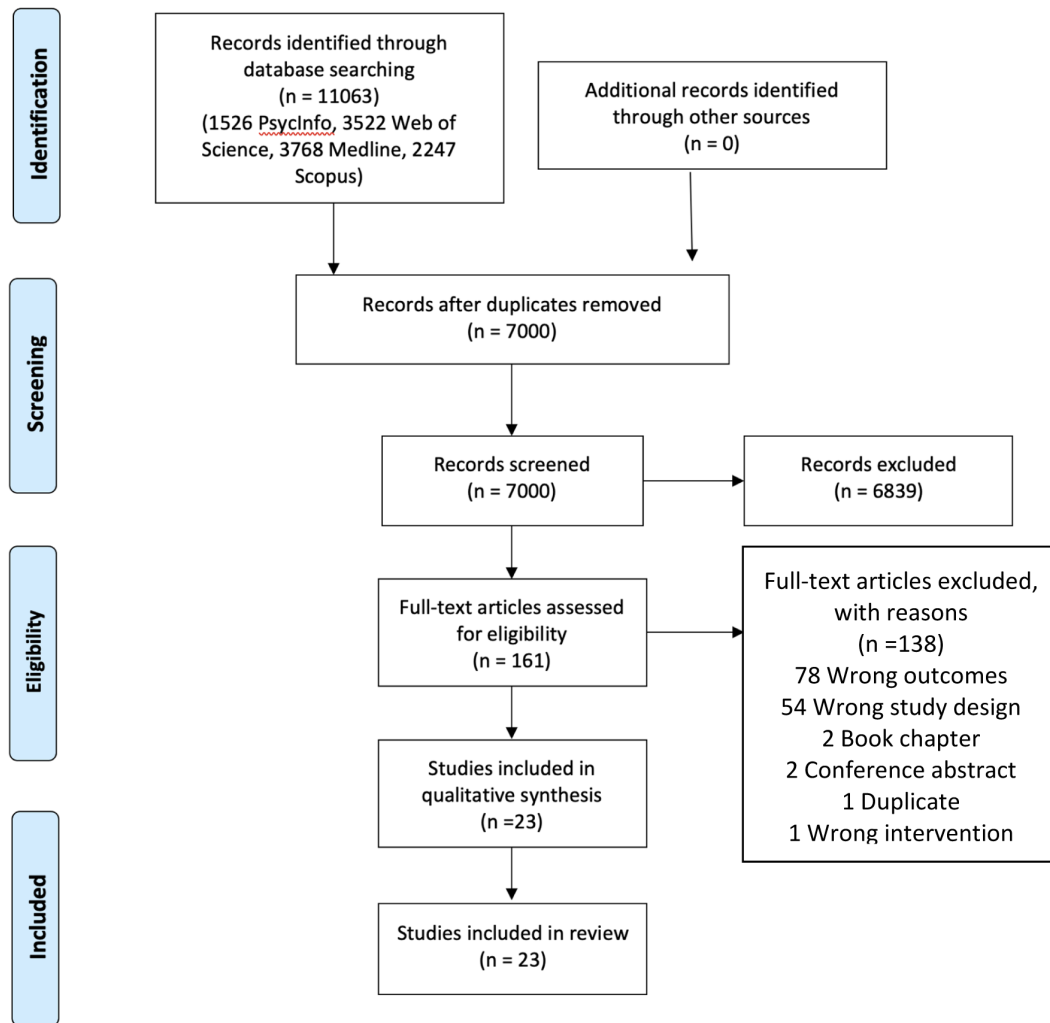 Identification
Records identified through
database searching
(n = 11063)
(1526 PsycInfo, 3522 Web of
Science, 3768 Medline, 2247
Scopus)
Additional records identified
through other sources
(n = 0)
Screening
Records after duplicates removed
(n = 7000)
Records screened
(n = 7000)
Records excluded
(n = 6839)
Eligibility
Full-text articles assessed
for eligibility
(n = 161)
Full-text articles excluded,
with reasons
(n =138)
78 Wrong outcomes
54 Wrong study design
2 Book chapter
2 Conference abstract
1 Duplicate
1 Wrong intervention
Studies included in
qualitative synthesis
(n =23)
Included
Studies included in review
(n = 23)